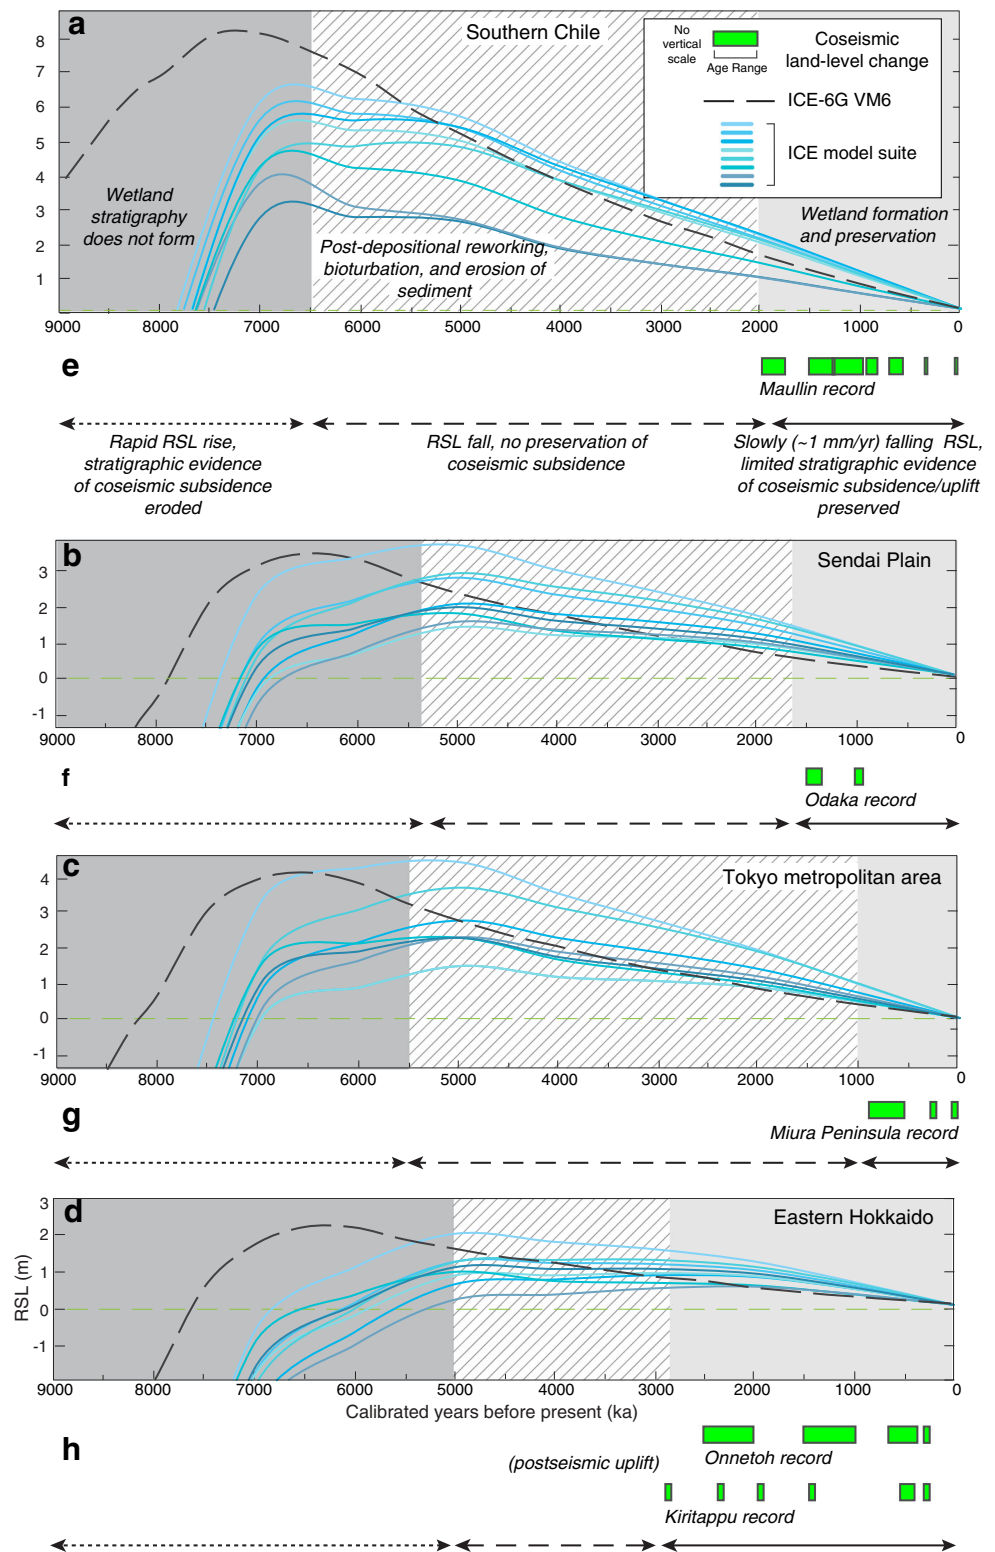 a
Southern Chile
No
vertical
scale
Age Range
Coseismic
land-level change
ICE-6G VM6
ICE model suite
8
7
6
5
4
3
2
1
Wetland
stratigraphy
does not form
Post-depositional reworking,
bioturbation, and erosion of
sediment
Wetland formation
and preservation
9000 8000 7000 6000 5000 4000 3000 2000 1000 0
e
Maullin record
Rapid RSL rise,
stratigraphic evidence
of coseismic subsidence
eroded
RSL fall, no preservation of
coseismic subsidence
Slowly (~1 mm/yr) falling RSL,
limited stratigraphic evidence
of coseismic subsidence/uplift
preserved
b
Sendai Plain
3
2
1
0
-1
9000 8000 7000 6000 5000 4000 3000 2000 1000 0
f
Odaka record
c
Tokyo metropolitan area
4
3
2
1
0
-1
9000 8000 7000 6000 5000 4000 3000 2000 1000 0
g
Miura Peninsula record
d
Eastern Hokkaido
RSL (m)
3
2
1
0
-1
9000 8000 7000 6000 5000 4000 3000 2000 1000 0
Calibrated years before present (ka)
h
(postseismic uplift)
Onnetoh record
Kiritappu record